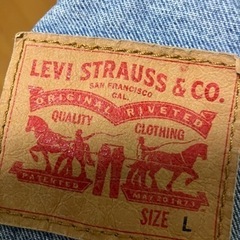 LEVI STRAUSS & CO.
SAN FRANCISCO
CAL.
ORIGINAL RIVETED
QUALITY CLOTHING
PATENTED MAY 20 1873
SIZE L